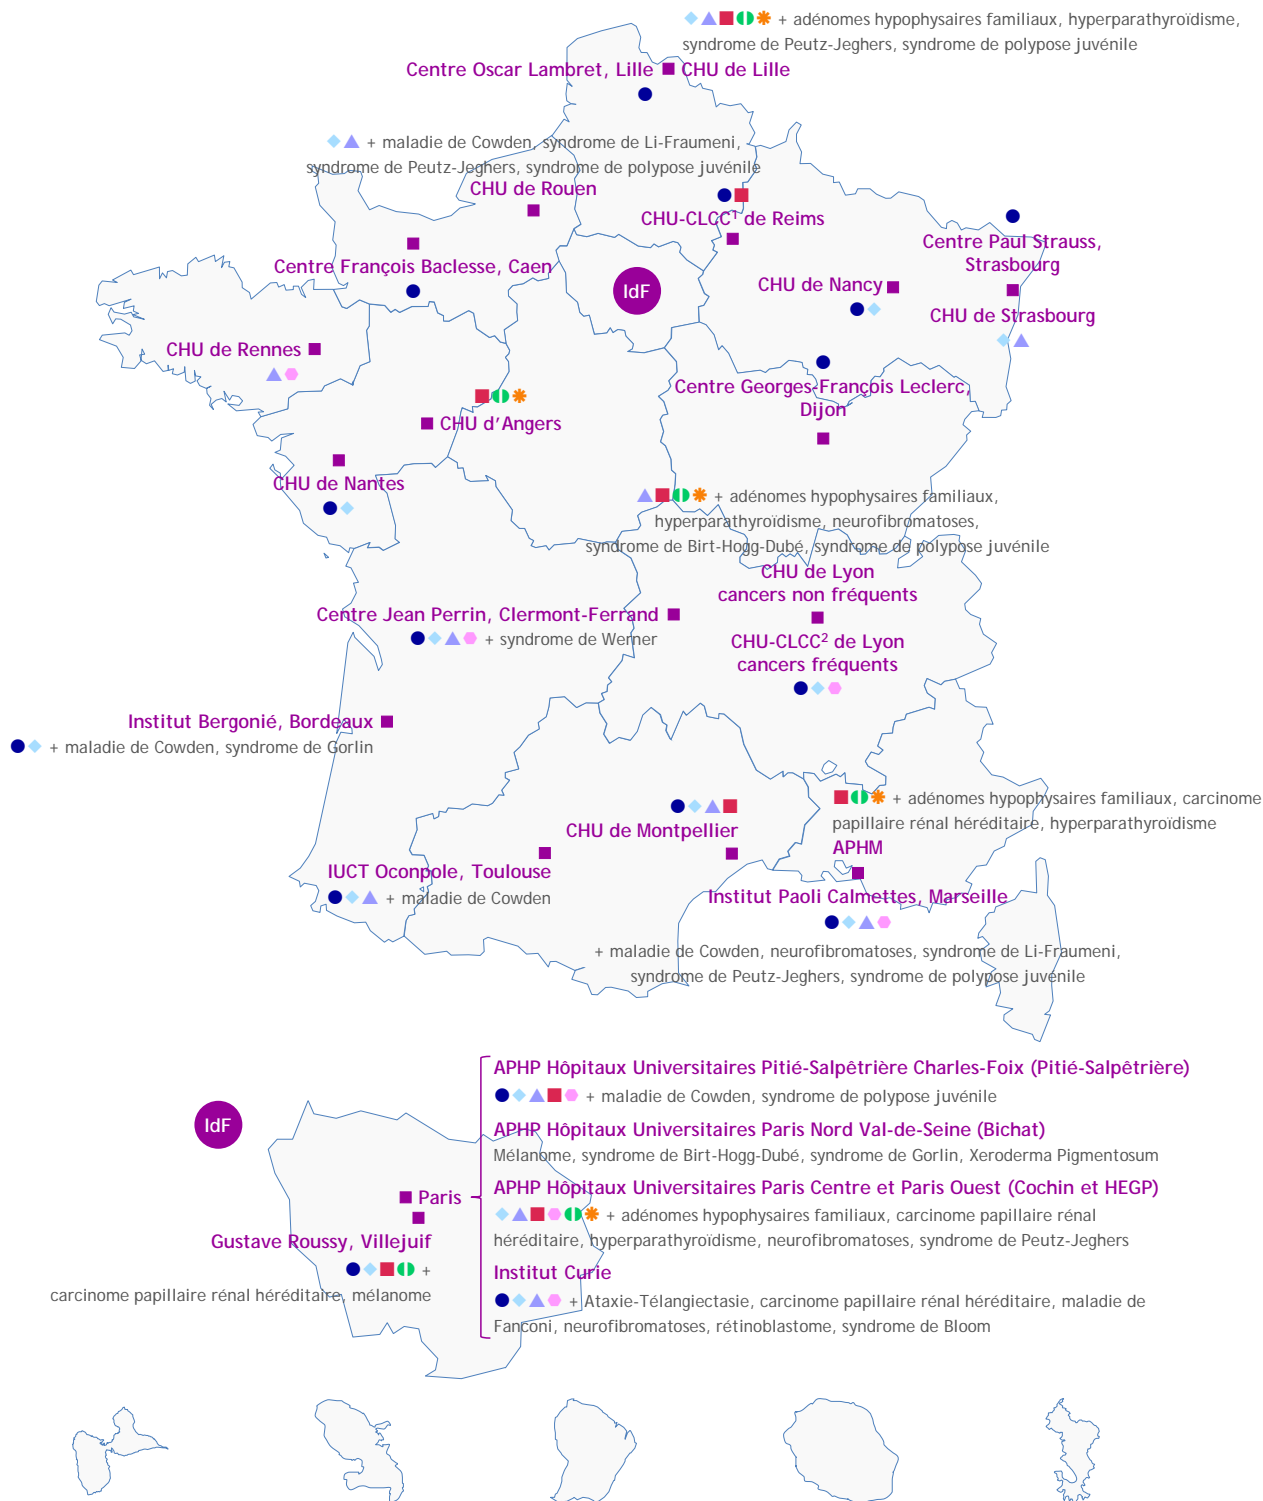 + adénomes hypophysaires familiaux, hyperparathyroïdisme,
syndrome de Peutz-Jeghers, syndrome de polypose juvénile
Centre Oscar Lambret, Lille
CHU de Lille
+ maladie de Cowden, syndrome de Li-Fraumeni,
syndrome de Peutz-Jeghers, syndrome de polypose juvénile
CHU de Rouen
CHU-CLCC¹ de Reims
Centre Paul Strauss,
Strasbourg
Centre François Baclesse, Caen
IdF
CHU de Nancy
CHU de Strasbourg
CHU de Rennes
Centre Georges-François Leclerc,
Dijon
CHU d'Angers
CHU de Nantes
+ adénomes hypophysaires familiaux,
hyperparathyroïdisme, neurofibromatoses,
syndrome de Birt-Hogg-Dubé, syndrome de polypose juvénile
CHU de Lyon
cancers non fréquents
Centre Jean Perrin, Clermont-Ferrand
+ syndrome de Werner
CHU-CLCC² de Lyon
cancers fréquents
Institut Bergonié, Bordeaux
+ maladie de Cowden, syndrome de Gorlin
+ adénomes hypophysaires familiaux, carcinome
papillaire rénal héréditaire, hyperparathyroïdisme
APHM
CHU de Montpellier
IUCT Oconpole, Toulouse
+ maladie de Cowden
Institut Paoli Calmettes, Marseille
+ maladie de Cowden, neurofibromatoses, syndrome de Li-Fraumeni,
syndrome de Peutz-Jeghers, syndrome de polypose juvénile
IdF
Paris
Gustave Roussy, Villejuif
+
carcinome papillaire rénal héréditaire, mélanome
APHP Hôpitaux Universitaires Pitié-Salpêtrière Charles-Foix (Pitié-Salpêtrière)
+ maladie de Cowden, syndrome de polypose juvénile
APHP Hôpitaux Universitaires Paris Nord Val-de-Seine (Bichat)
Mélanome, syndrome de Birt-Hogg-Dubé, syndrome de Gorlin, Xeroderma Pigmentosum
APHP Hôpitaux Universitaires Paris Centre et Paris Ouest (Cochin et HEGP)
+ adénomes hypophysaires familiaux, carcinome papillaire rénal
héréditaire, hyperparathyroïdisme, neurofibromatoses, syndrome de Peutz-Jeghers
Institut Curie
+ Ataxie-Télangiectasie, carcinome papillaire rénal héréditaire, maladie de
Fanconi, neurofibromatoses, rétinoblastome, syndrome de Bloom